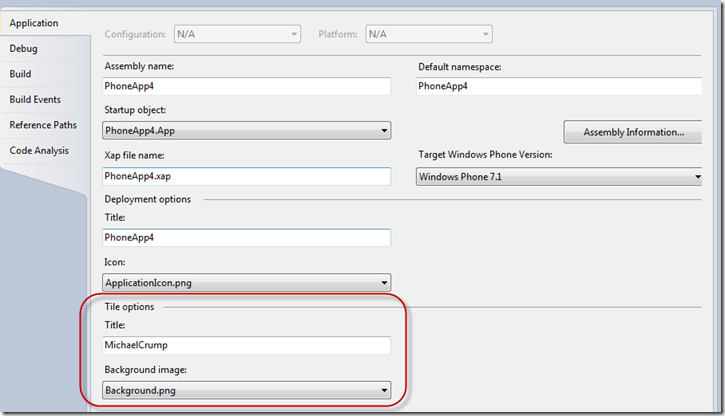 Application
Debug
Build
Build Events
Reference Paths
Code Analysis
Configuration: N/A Platform: N/A
Assembly name: Default namespace:
PhoneApp4 PhoneApp4
Startup object:
PhoneApp4.App Assembly Information...
Xap file name: Target Windows Phone Version:
PhoneApp4.xap Windows Phone 7.1
Deployment options
Title:
PhoneApp4
Icon:
ApplicationIcon.png
Tile options
Title:
MichaelCrump
Background image:
Background.png